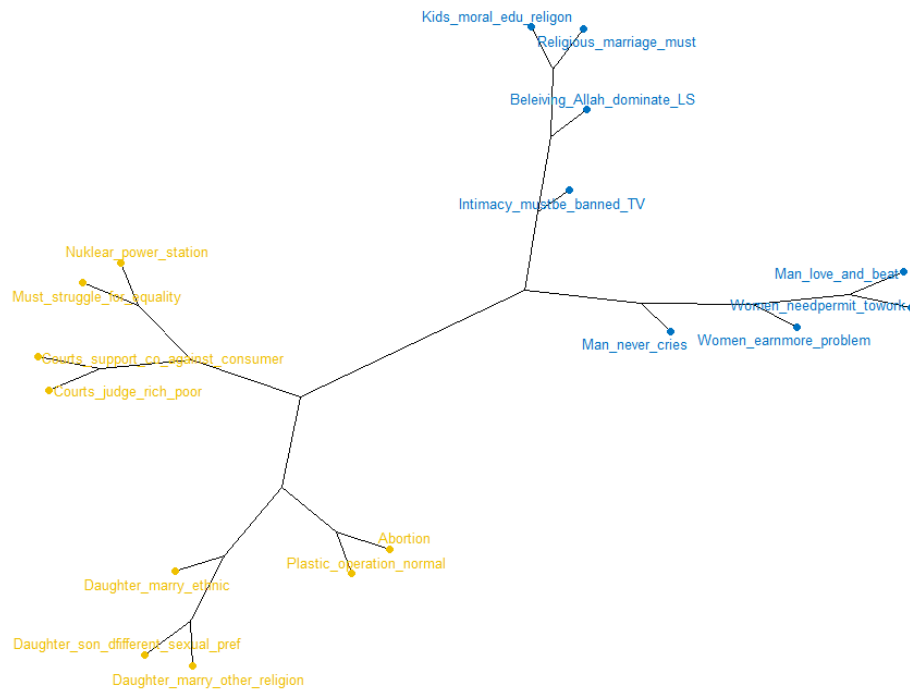 Kids_moral_edu_religon
Religious_marriage_must
Beleiving_Allah_dominate_LS
Intimacy_mustbe_banned_TV
Nuklear_power_station
Must_struggle_for_equality
Man_love_and_beat
Women_needpermit_towork
Man_never_cries
Women_earnmore_problem
Courts_support_co_against_consumer
Courts_judge_rich_poor
Abortion
Plastic_operation_normal
Daughter_marry_ethnic
Daughter_son_dfifferent_sexual_pref
Daughter_marry_other_religion